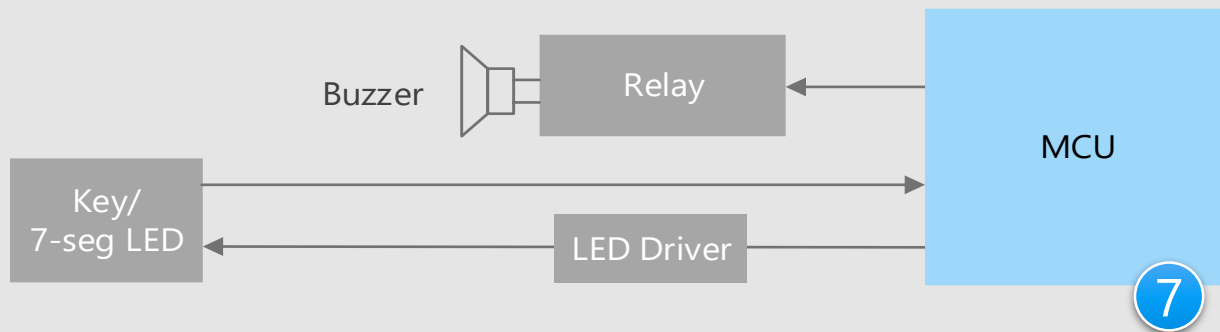 Relay
Buzzer
MCU
Key/
7-seg LED
LED Driver
7